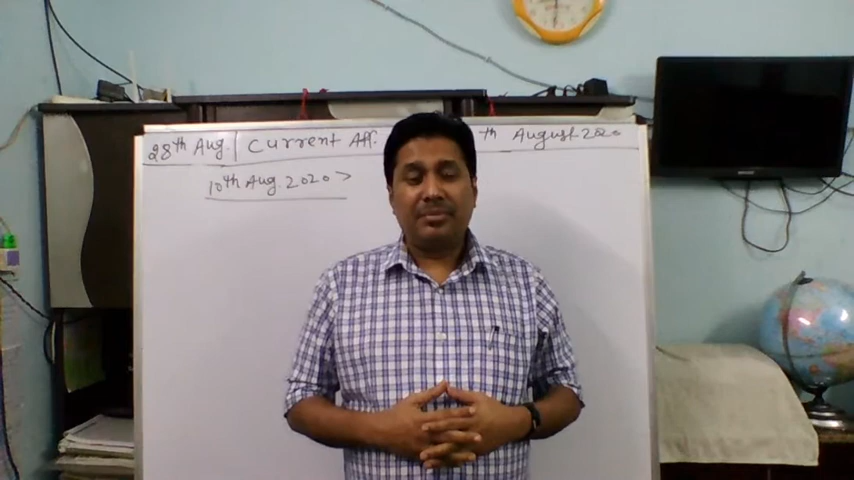 28th Aug. | Current Aff. th August 2020
10th Aug. 2020 >